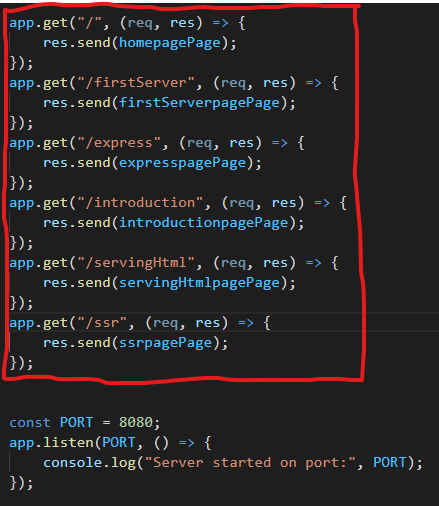 app.get("/", (req, res) => {
    res.send(homepagePage);
});
app.get("/firstServer", (req, res) => {
    res.send(firstServerpagePage);
});
app.get("/express", (req, res) => {
    res.send(expresspagePage);
});
app.get("/introduction", (req, res) => {
    res.send(introductionpagePage);
});
app.get("/servingHtml", (req, res) => {
    res.send(servingHtmlpagePage);
});
app.get("/ssr", (req, res) => {
    res.send(ssrpagePage);
});
const PORT = 8080;
app.listen(PORT, () => {
    console.log("Server started on port:", PORT);
});